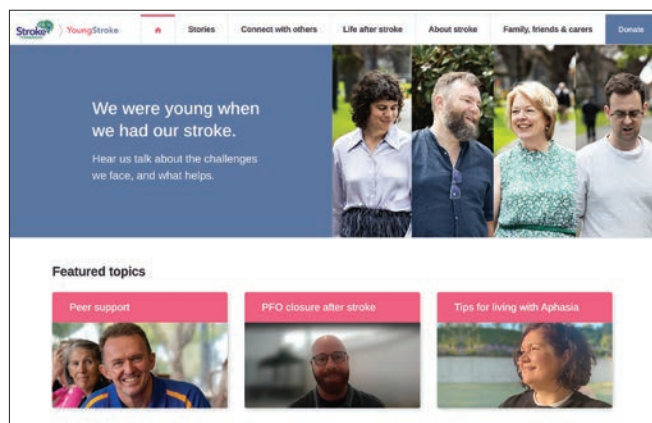 Stroke YoungStroke Stories Connect with others Life after stroke About stroke Family, friends & carers Donate
We were young when
we had our stroke.
Hear us talk about the challenges
we face, and what helps.
Featured topics
Peer support PFO closure after stroke Tips for living with Aphasia